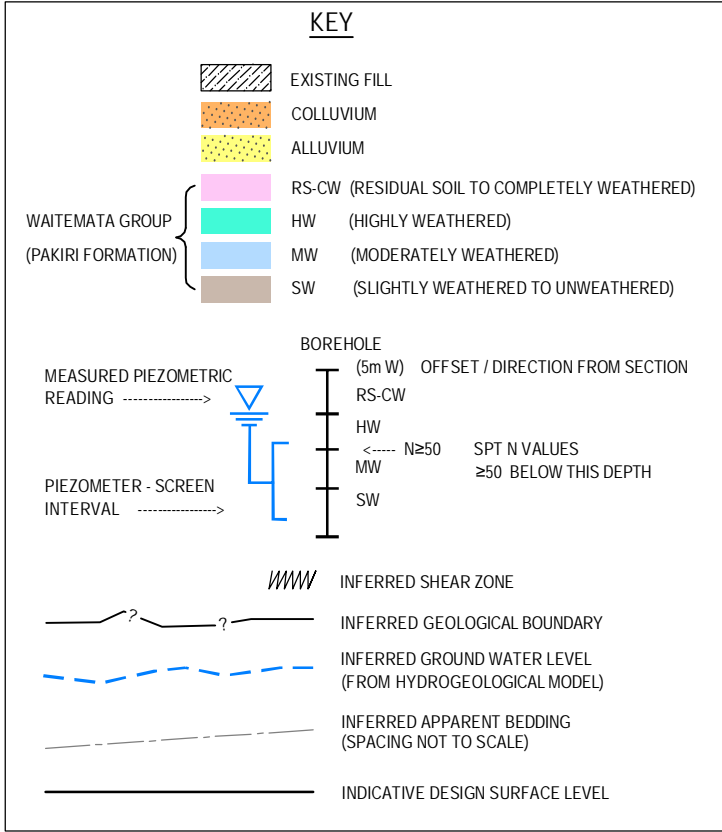 KEY
EXISTING FILL
COLLUVIUM
ALLUVIUM
WAITEMATA GROUP
(PAKIRI FORMATION)
RS-CW (RESIDUAL SOIL TO COMPLETELY WEATHERED)
HW (HIGHLY WEATHERED)
MW (MODERATELY WEATHERED)
SW (SLIGHTLY WEATHERED TO UNWEATHERED)
BOREHOLE
(5m W) OFFSET / DIRECTION FROM SECTION
MEASURED PIEZOMETRIC
READING ----------------->
RS-CW
HW
<----- N≥50 SPT N VALUES
MW ≥50 BELOW THIS DEPTH
PIEZOMETER - SCREEN
INTERVAL ----------------->
SW
INFERRED SHEAR ZONE
? ? INFERRED GEOLOGICAL BOUNDARY
INFERRED GROUND WATER LEVEL
(FROM HYDROGEOLOGICAL MODEL)
INFERRED APPARENT BEDDING
(SPACING NOT TO SCALE)
INDICATIVE DESIGN SURFACE LEVEL